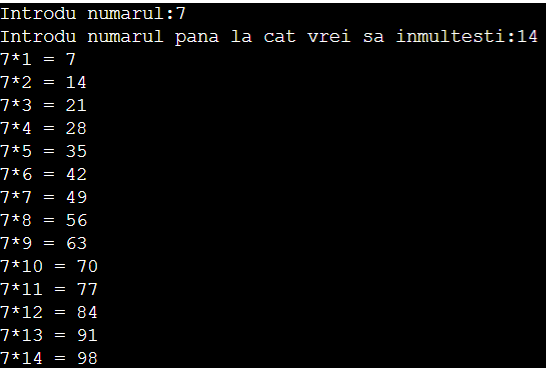 Introdu numarul:7
Introdu numarul pana la cat vrei sa inmultesti:14
7*1 = 7
7*2 = 14
7*3 = 21
7*4 = 28
7*5 = 35
7*6 = 42
7*7 = 49
7*8 = 56
7*9 = 63
7*10 = 70
7*11 = 77
7*12 = 84
7*13 = 91
7*14 = 98